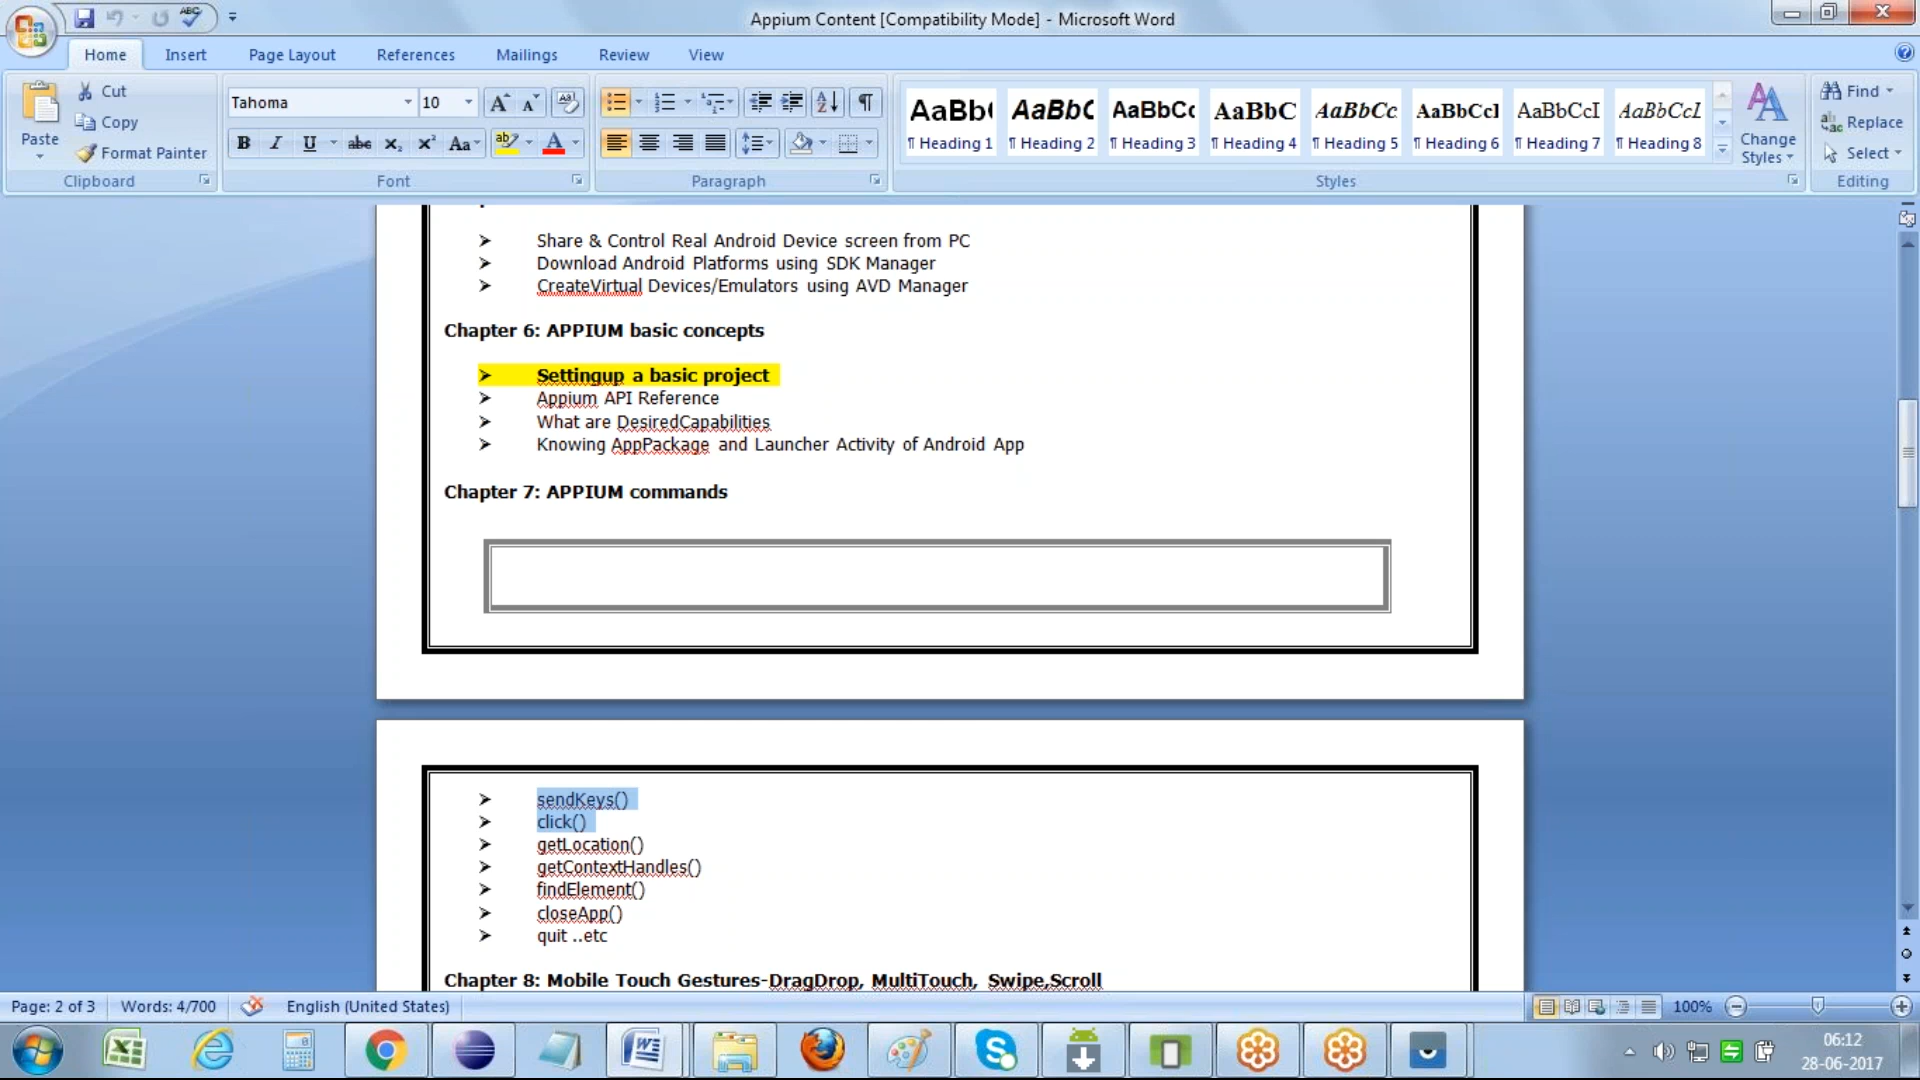 Appium Content [Compatibility Mode] - Microsoft Word
Home Insert Page Layout References Mailings Review View
Paste
Cut
Copy
Format Painter
Clipboard
Tahoma 10
Font
Paragraph
AaBb( AaBbC AaBbCc AaBbC AaBbCc AaBbCcI AaBbCcI AaBbCcI
¶ Heading 1 ¶ Heading 2 ¶ Heading 3 ¶ Heading 4 ¶ Heading 5 ¶ Heading 6 ¶ Heading 7 ¶ Heading 8
Styles
Change Styles
Find
Replace
Select
Editing
Share & Control Real Android Device screen from PC
Download Android Platforms using SDK Manager
CreateVirtual Devices/Emulators using AVD Manager
Chapter 6: APPIUM basic concepts
Settingup a basic project
Appium API Reference
What are DesiredCapabilities
Knowing AppPackage and Launcher Activity of Android App
Chapter 7: APPIUM commands
sendKeys()
click()
getLocation()
getContextHandles()
findElement()
closeApp()
quit ..etc
Chapter 8: Mobile Touch Gestures-DragDrop, MultiTouch, Swipe,Scroll
Page: 2 of 3 Words: 4/700 English (United States) 100%
06:12
28-06-2017